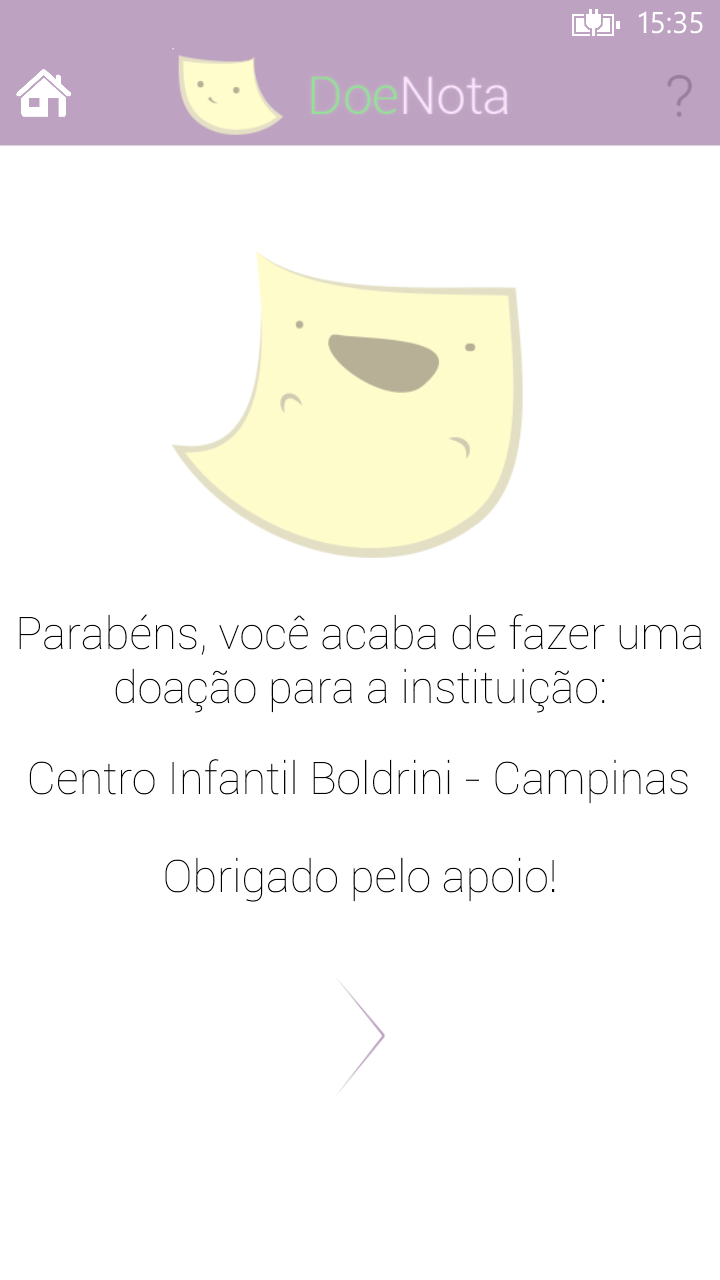 15:35
DoeNota
?
Parabéns, você acaba de fazer uma
doação para a instituição:
Centro Infantil Boldrini - Campinas
Obrigado pelo apoio!